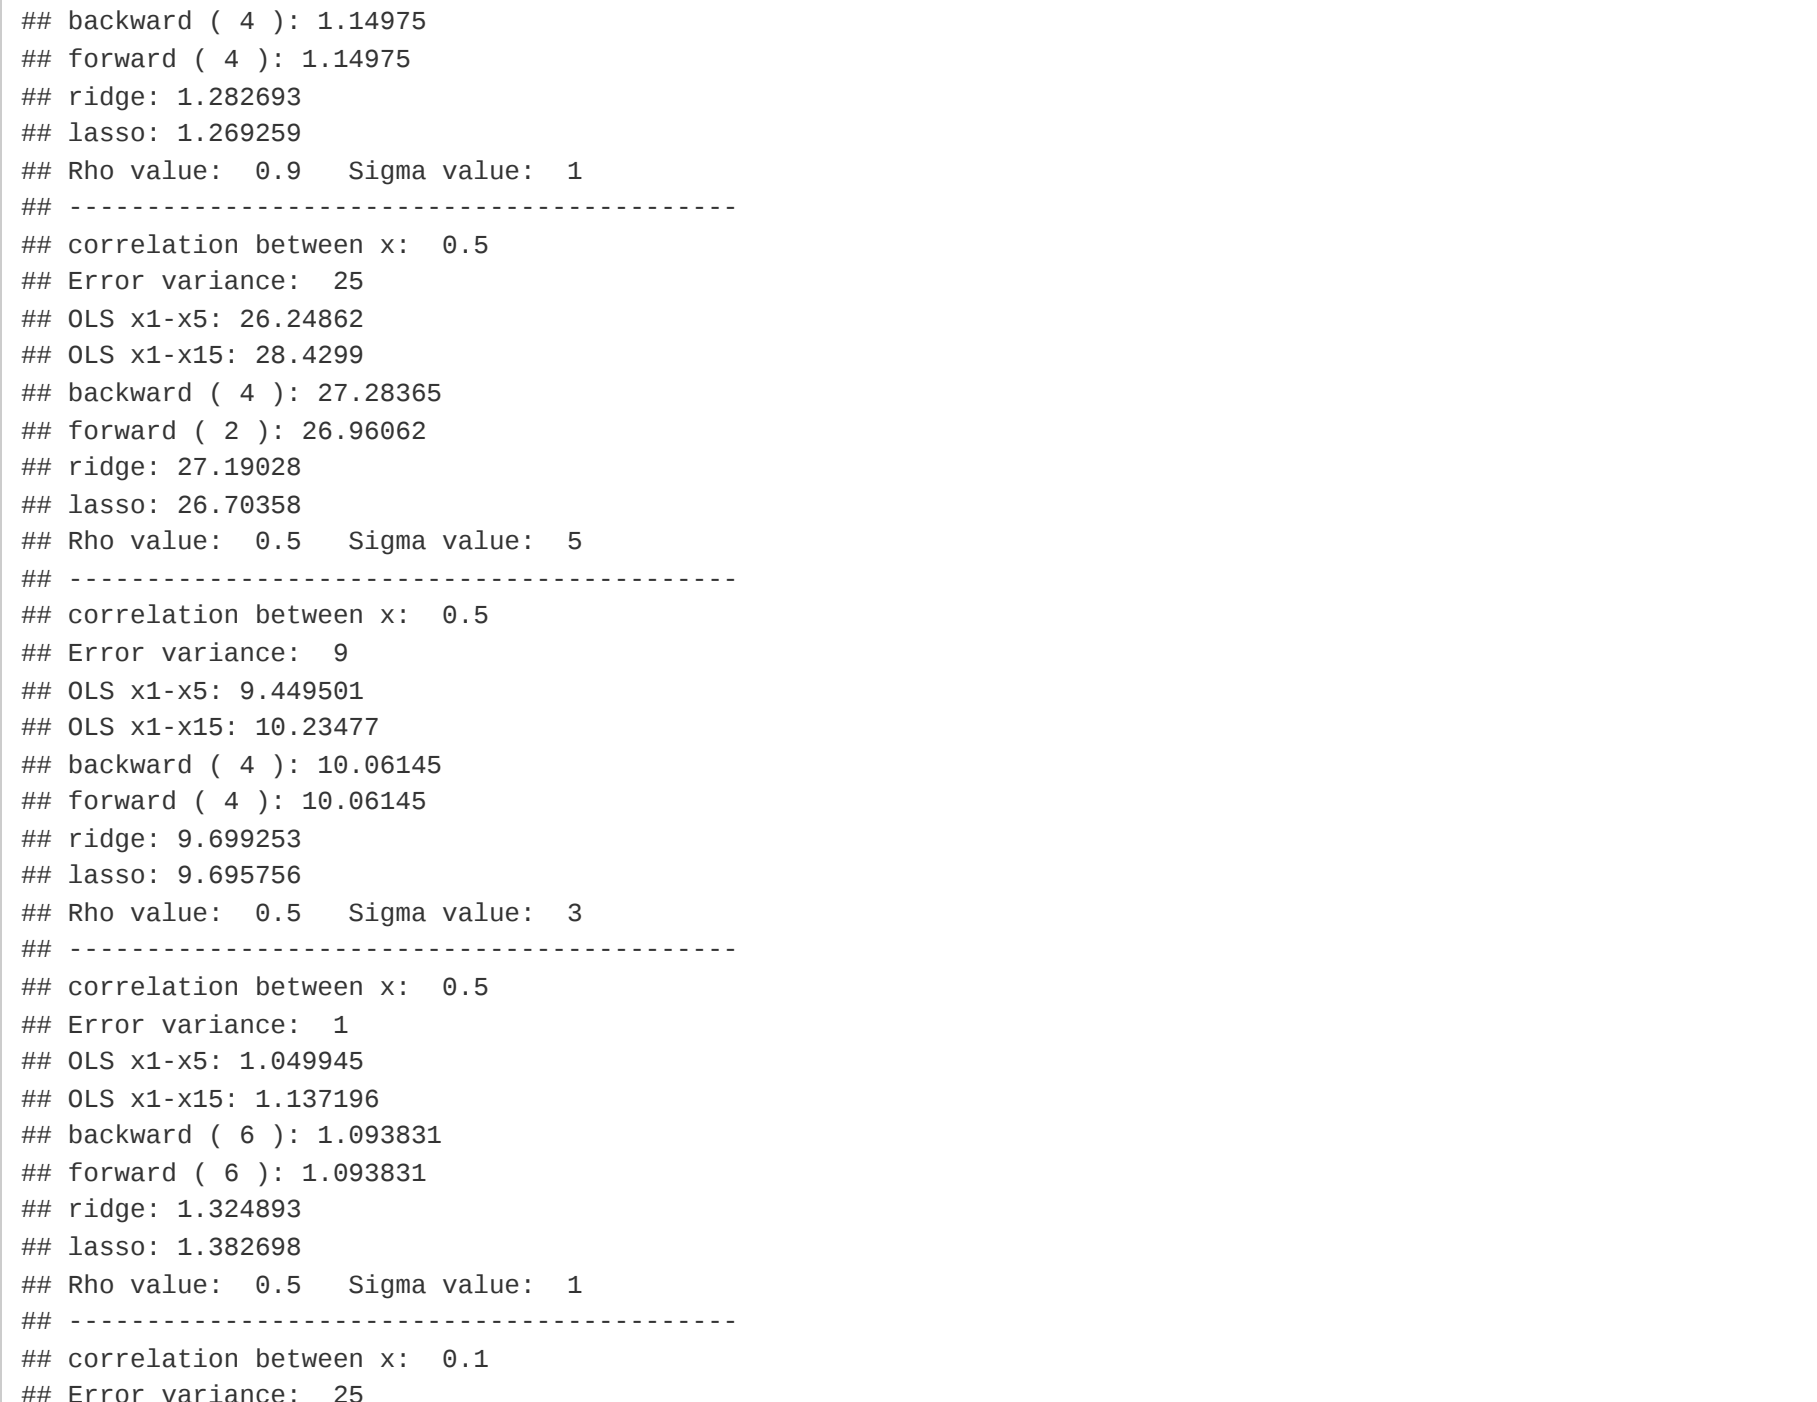 ## backward ( 4 ): 1.14975
## forward ( 4 ): 1.14975
## ridge: 1.282693
## lasso: 1.269259
## Rho value:  0.9   Sigma value:  1
## -------------------------------------------
## correlation between x:  0.5
## Error variance:  25
## OLS x1-x5: 26.24862
## OLS x1-x15: 28.4299
## backward ( 4 ): 27.28365
## forward ( 2 ): 26.96062
## ridge: 27.19028
## lasso: 26.70358
## Rho value:  0.5   Sigma value:  5
## -------------------------------------------
## correlation between x:  0.5
## Error variance:  9
## OLS x1-x5: 9.449501
## OLS x1-x15: 10.23477
## backward ( 4 ): 10.06145
## forward ( 4 ): 10.06145
## ridge: 9.699253
## lasso: 9.695756
## Rho value:  0.5   Sigma value:  3
## -------------------------------------------
## correlation between x:  0.5
## Error variance:  1
## OLS x1-x5: 1.049945
## OLS x1-x15: 1.137196
## backward ( 6 ): 1.093831
## forward ( 6 ): 1.093831
## ridge: 1.324893
## lasso: 1.382698
## Rho value:  0.5   Sigma value:  1
## -------------------------------------------
## correlation between x:  0.1
## Error variance:  25